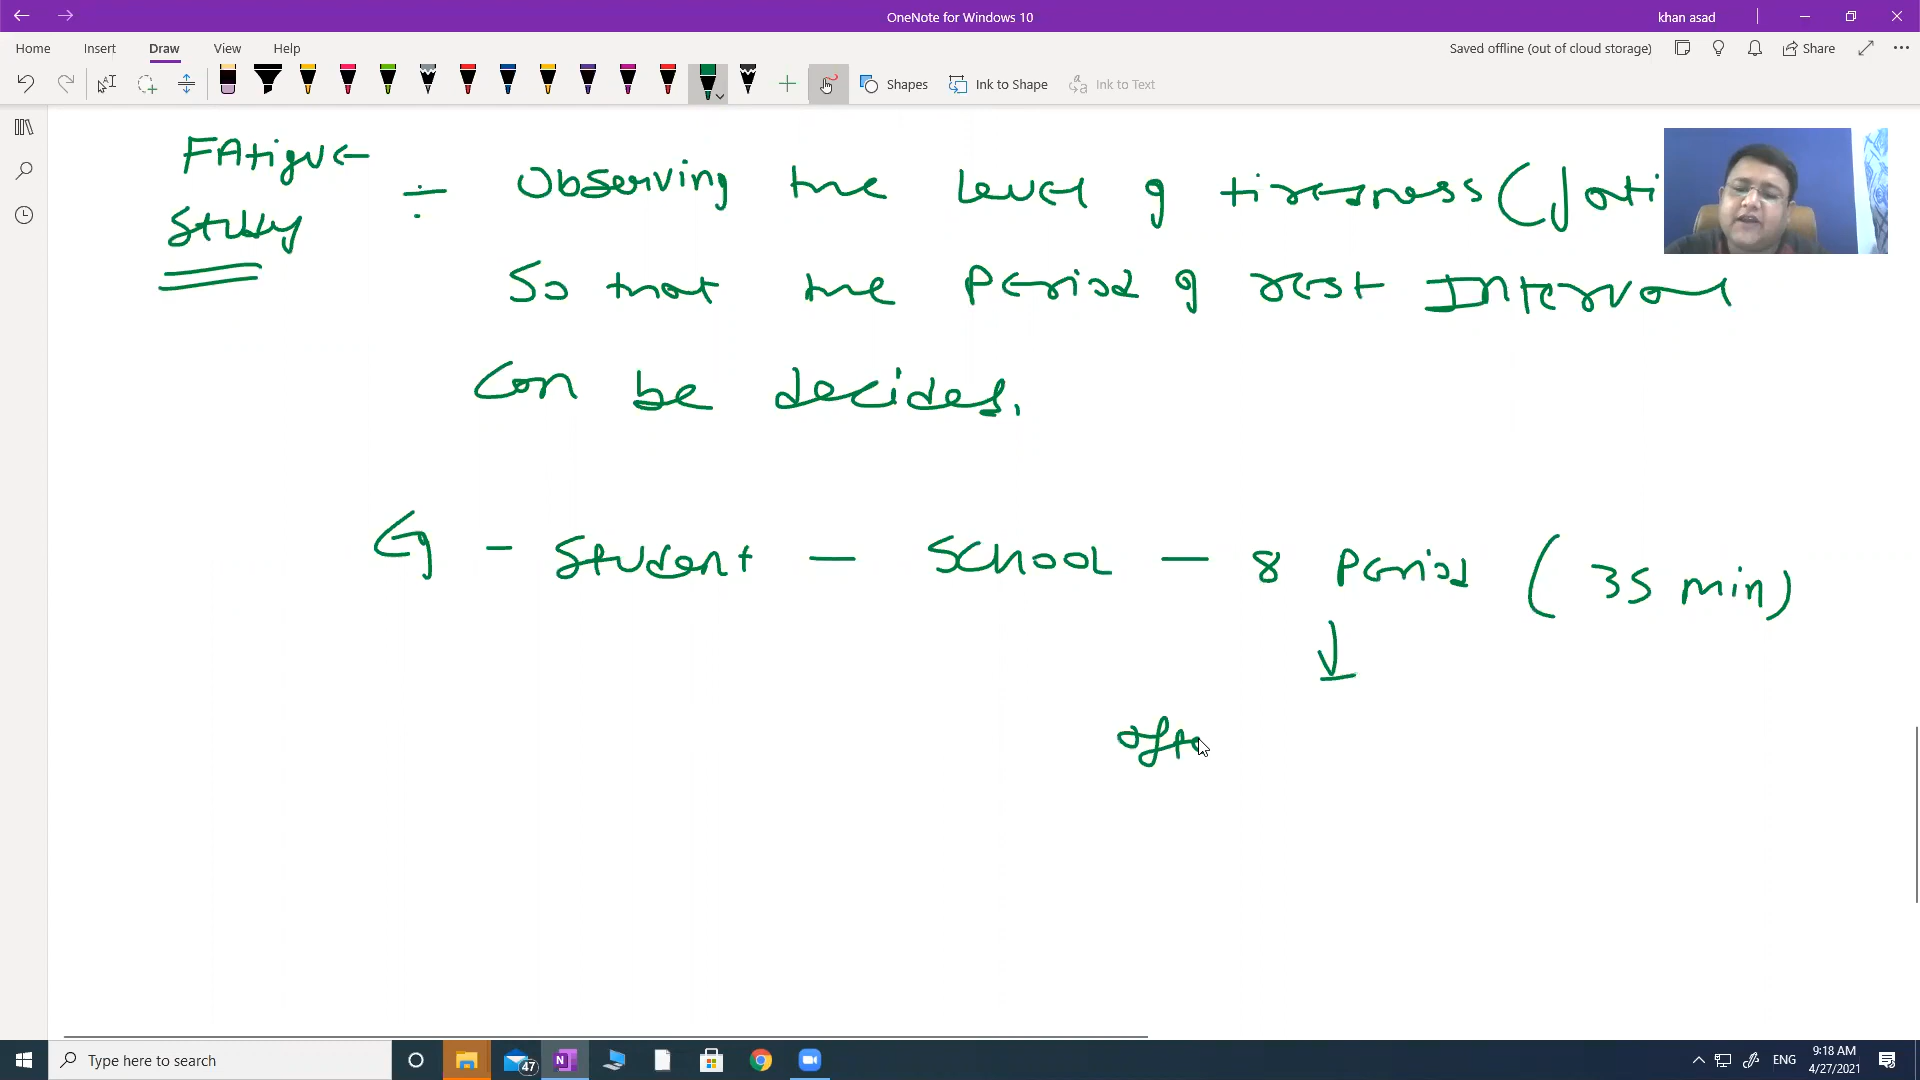 OneNote for Windows 10
khan asad
Home Insert Draw View Help
Saved offline (out of cloud storage)
Share
Shapes
Ink to Shape
Ink to Text
FAtigue
Study
÷ Observing the level of tiredness (fati
So that the Period of rest Interval
Can be decided.
Eg - Student - School - 8 Period (35 min)
afte
Type here to search
47
ENG
9:18 AM
4/27/2021